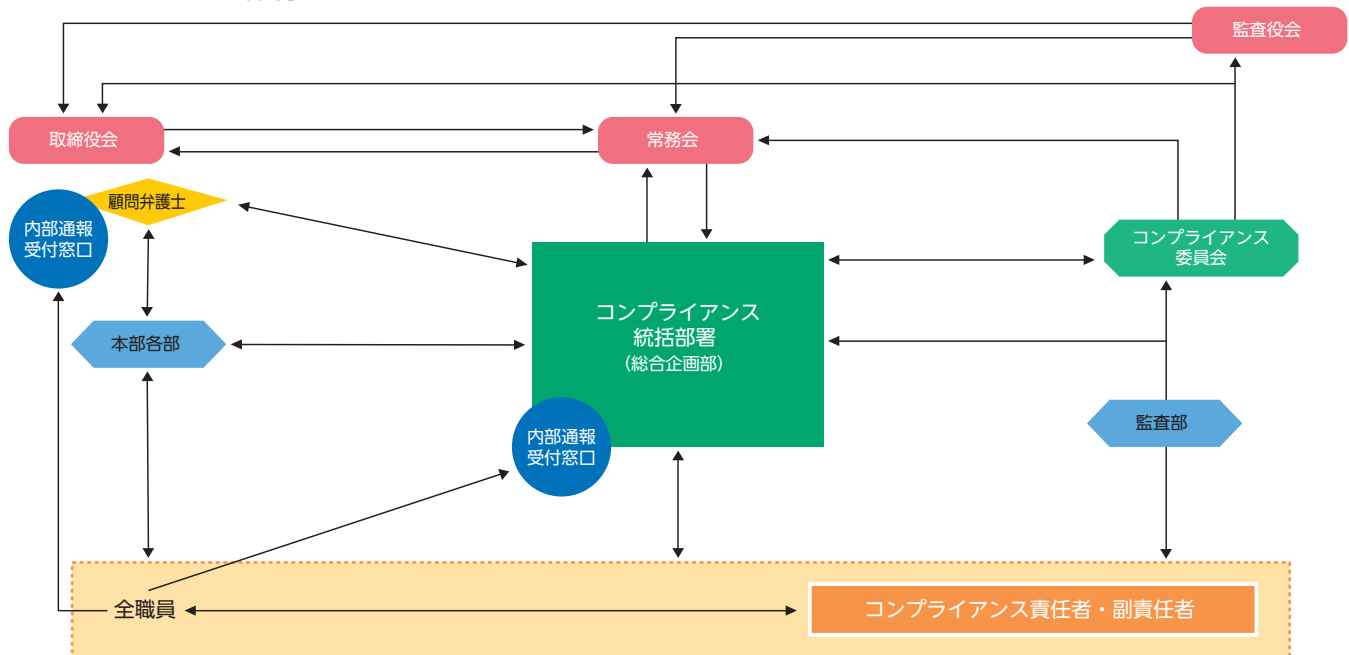 監査役会
取締役会
常務会
顧問弁護士
内部通報
受付窓口
コンプライアンス
委員会
コンプライアンス
統括部署
(総合企画部)
本部各部
監査部
内部通報
受付窓口
全職員
コンプライアンス責任者・副責任者